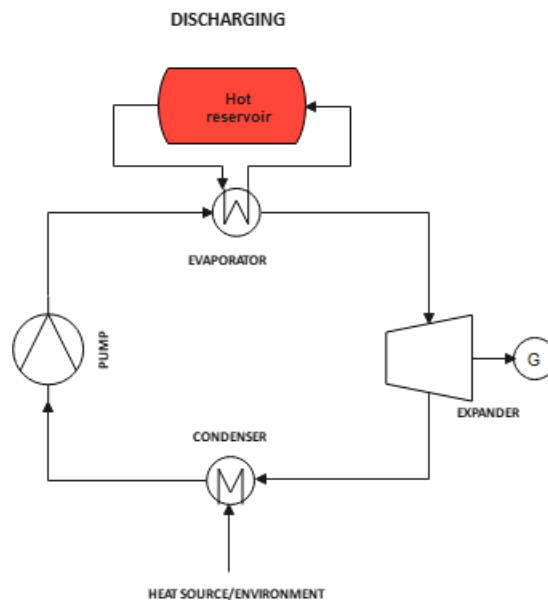 DISCHARGING
Hot
reservoir
EVAPORATOR
PUMP
G
EXPANDER
CONDENSER
HEAT SOURCE/ENVIRONMENT